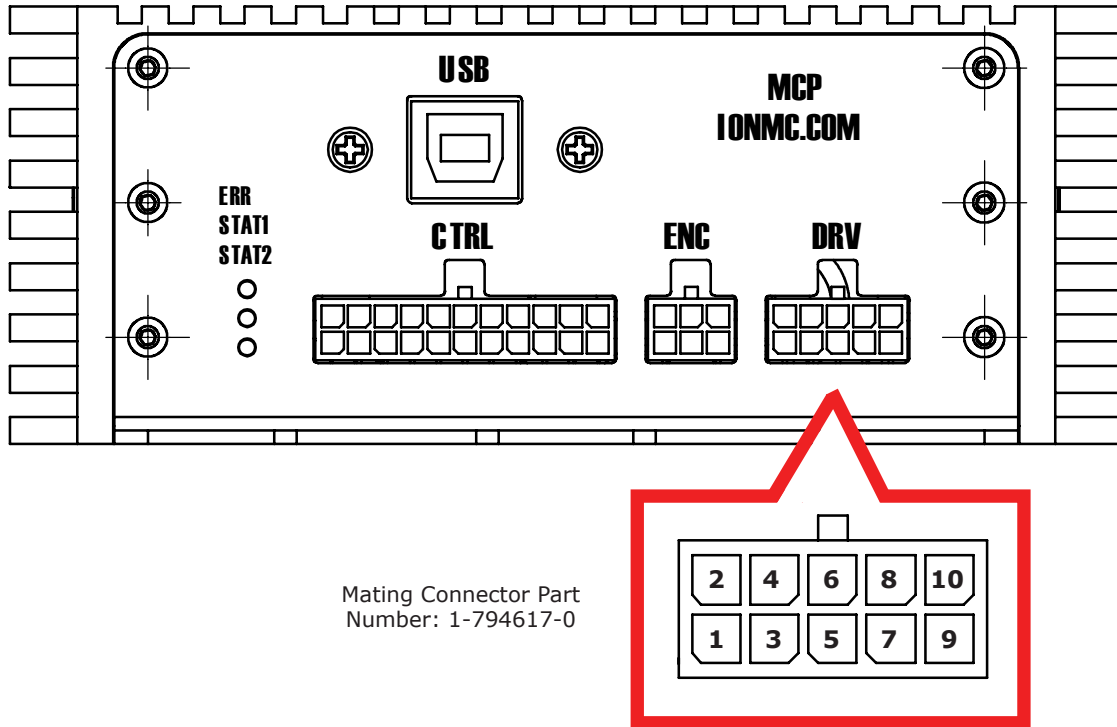 USB
MCP
IONMC.COM
ERR
STAT1
STAT2
CTRL
ENC
DRV
Mating Connector Part
Number: 1-794617-0
2 4 6 8 10
1 3 5 7 9